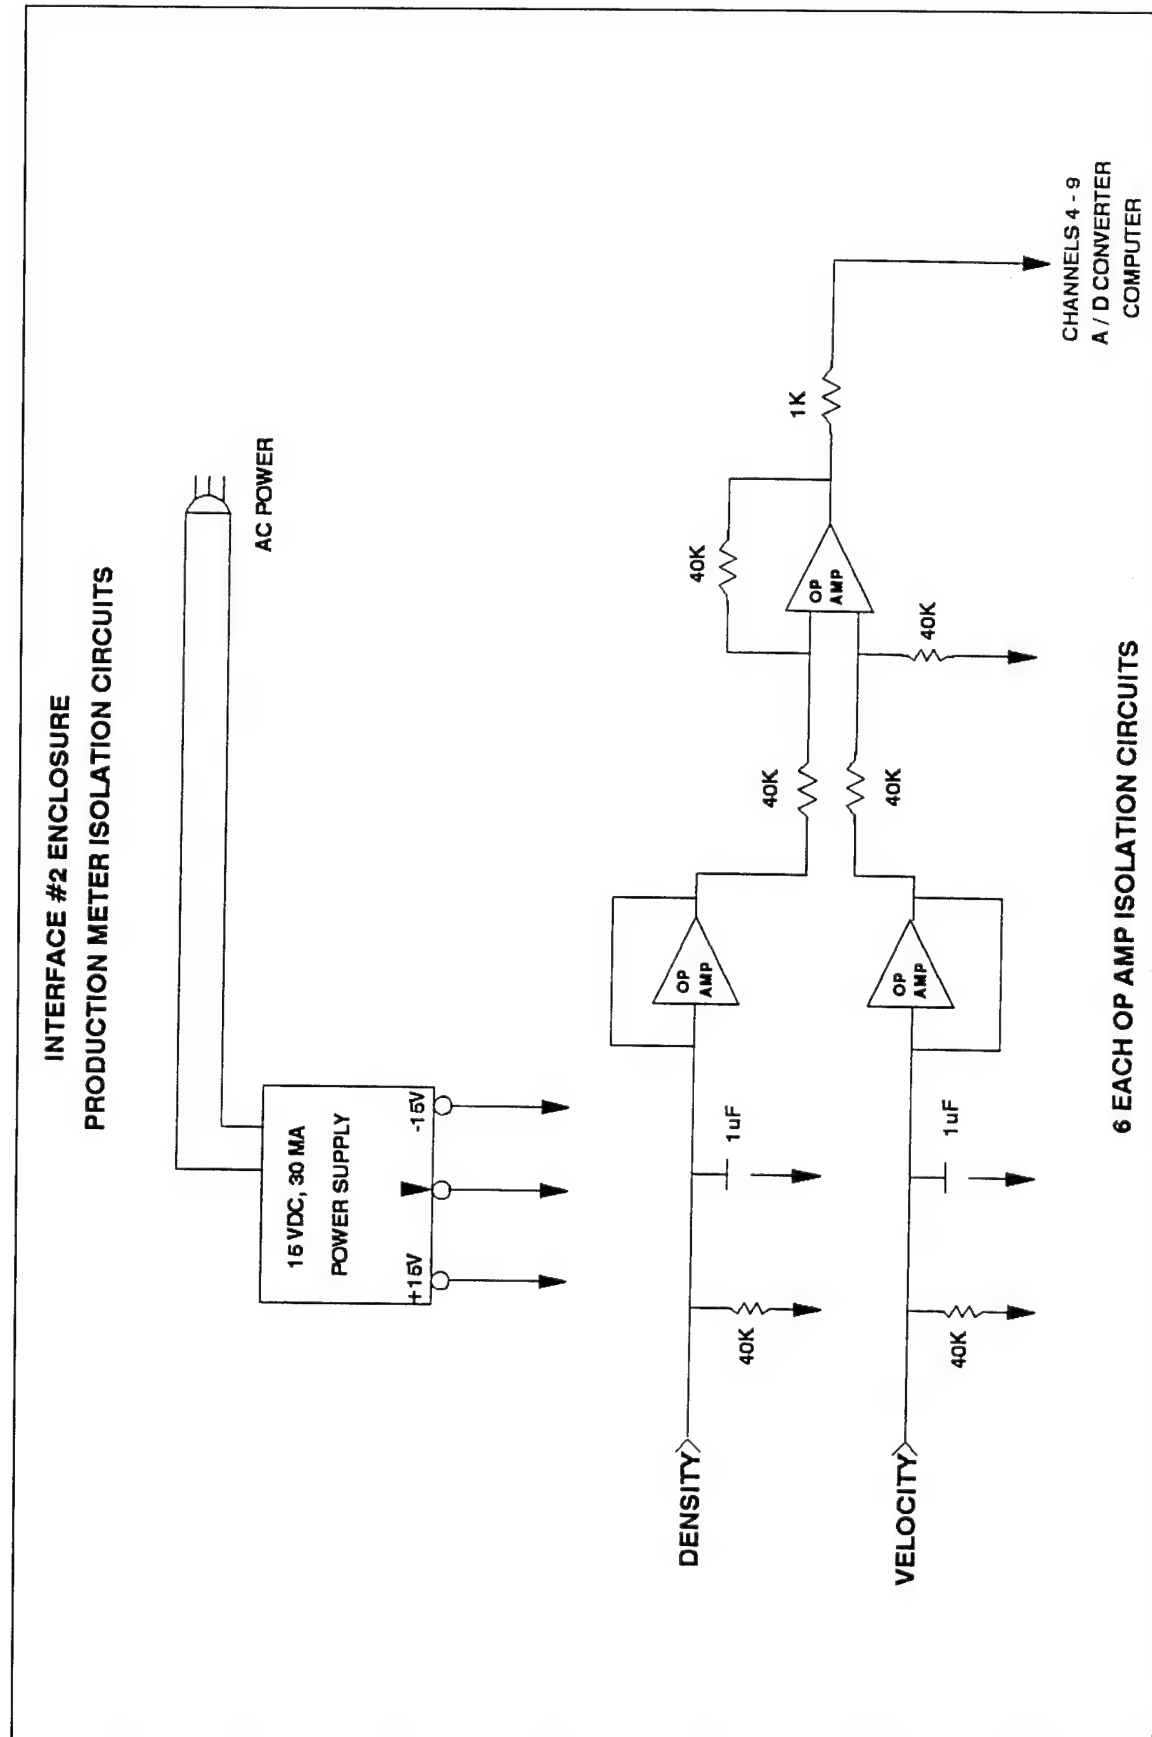 INTERFACE #2 ENCLOSURE
PRODUCTION METER ISOLATION CIRCUITS
AC POWER
15 VDC, 30 MA
POWER SUPPLY
+15V
-15V
DENSITY
40K
1uF
OP
AMP
40K
40K
OP
AMP
1K
VELOCITY
40K
1uF
OP
AMP
40K
40K
CHANNELS 4 - 9
A / D CONVERTER
COMPUTER
6 EACH OP AMP ISOLATION CIRCUITS